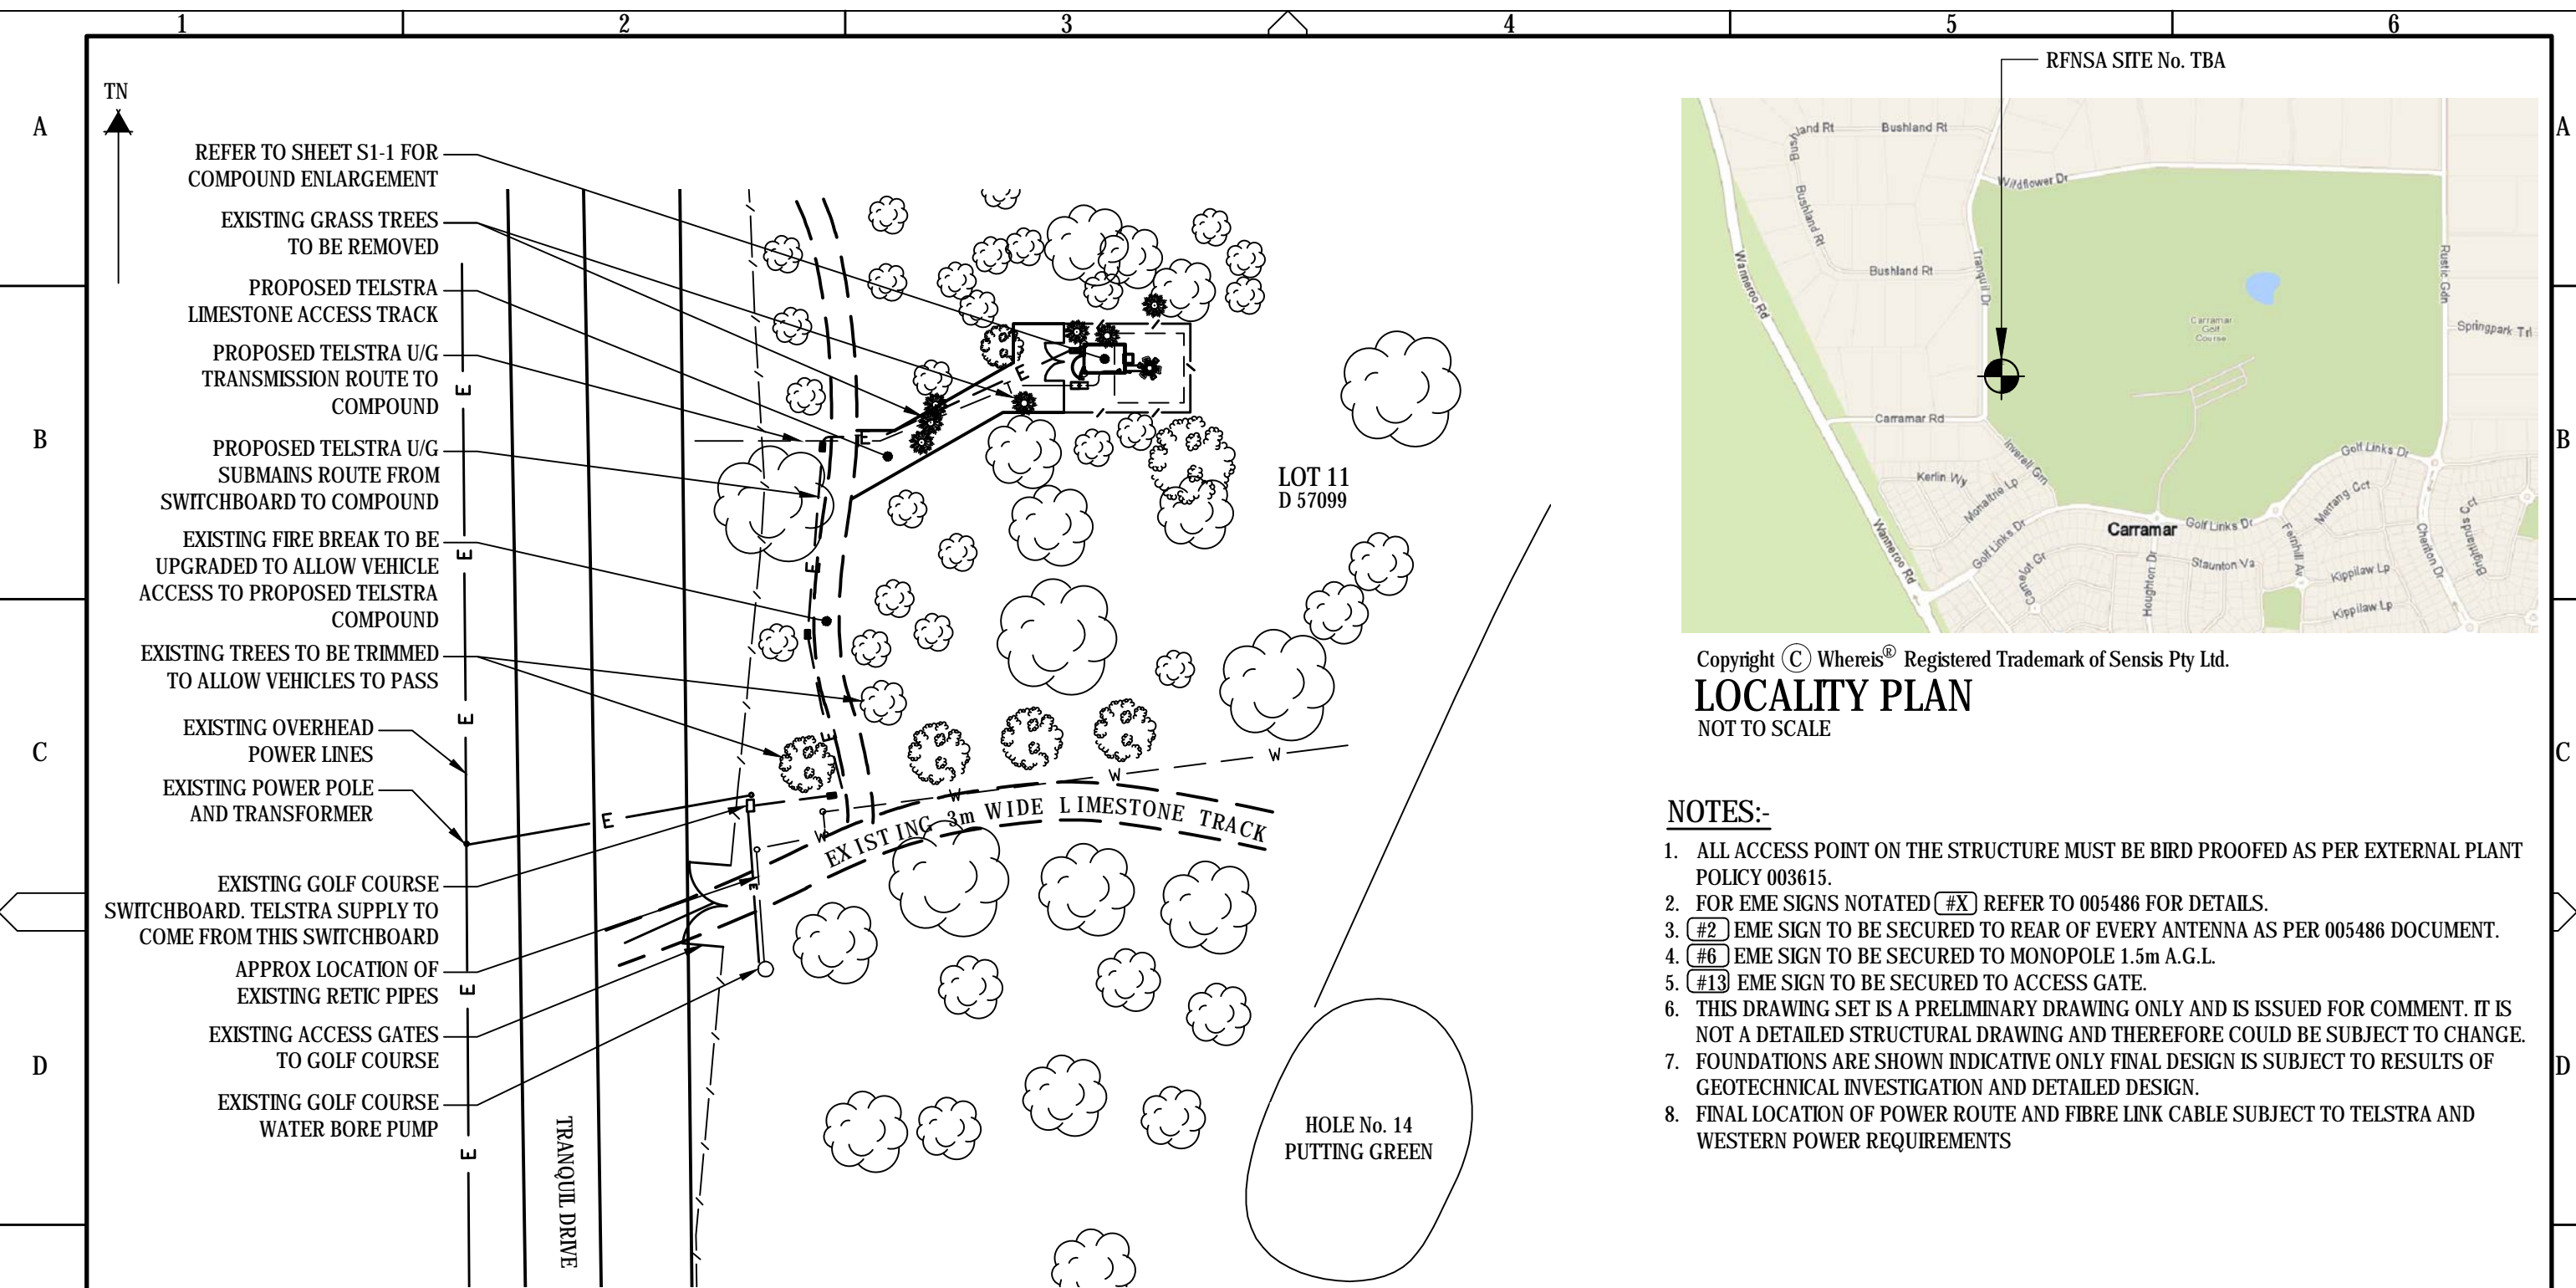 1 2 3 4 5 6
A
B
C
D
A
B
C
D
TN
REFER TO SHEET S1-1 FOR
COMPOUND ENLARGEMENT
EXISTING GRASS TREES
TO BE REMOVED
PROPOSED TELSTRA
LIMESTONE ACCESS TRACK
PROPOSED TELSTRA U/G
TRANSMISSION ROUTE TO
COMPOUND
PROPOSED TELSTRA U/G
SUBMAINS ROUTE FROM
SWITCHBOARD TO COMPOUND
EXISTING FIRE BREAK TO BE
UPGRADED TO ALLOW VEHICLE
ACCESS TO PROPOSED TELSTRA
COMPOUND
EXISTING TREES TO BE TRIMMED
TO ALLOW VEHICLES TO PASS
EXISTING OVERHEAD
POWER LINES
EXISTING POWER POLE
AND TRANSFORMER
EXISTING GOLF COURSE
SWITCHBOARD. TELSTRA SUPPLY TO
COME FROM THIS SWITCHBOARD
APPROX LOCATION OF
EXISTING RETIC PIPES
EXISTING ACCESS GATES
TO GOLF COURSE
EXISTING GOLF COURSE
WATER BORE PUMP
E
E
E
E
E
E
E
E
E
E
E
E
T
W
W
W
W
TRANQUIL DRIVE
EXISTING 3m WIDE LIMESTONE TRACK
LOT 11
D 57099
HOLE No. 14
PUTTING GREEN
RFNSA SITE No. TBA
Bushland Rt
Bushland Rt
Bushland Rt
Wildflower Dr
Wanneroo Rd
Tranquil Dr
Rustic Gdn
Springpark Trl
Carramar
Golf
Course
Carramar Rd
Inverell Grn
Kerlin Wy
Monaltrie Lp
Golf Links Dr
Merrang Cct
Wanneroo Rd
Golf Links Dr
Carramar
Golf Links Dr
Camelot Gr
Houghton Dr
Staunton Va
Fernhill Av
Kippilaw Lp
Kippilaw Lp
Charlton Dr
Brightlands Ct
Copyright © Whereis® Registered Trademark of Sensis Pty Ltd.
LOCALITY PLAN
NOT TO SCALE
NOTES:-
1. ALL ACCESS POINT ON THE STRUCTURE MUST BE BIRD PROOFED AS PER EXTERNAL PLANT
POLICY 003615.
2. FOR EME SIGNS NOTATED #X REFER TO 005486 FOR DETAILS.
3. #2 EME SIGN TO BE SECURED TO REAR OF EVERY ANTENNA AS PER 005486 DOCUMENT.
4. #6 EME SIGN TO BE SECURED TO MONOPOLE 1.5m A.G.L.
5. #13 EME SIGN TO BE SECURED TO ACCESS GATE.
6. THIS DRAWING SET IS A PRELIMINARY DRAWING ONLY AND IS ISSUED FOR COMMENT. IT IS
NOT A DETAILED STRUCTURAL DRAWING AND THEREFORE COULD BE SUBJECT TO CHANGE.
7. FOUNDATIONS ARE SHOWN INDICATIVE ONLY FINAL DESIGN IS SUBJECT TO RESULTS OF
GEOTECHNICAL INVESTIGATION AND DETAILED DESIGN.
8. FINAL LOCATION OF POWER ROUTE AND FIBRE LINK CABLE SUBJECT TO TELSTRA AND
WESTERN POWER REQUIREMENTS